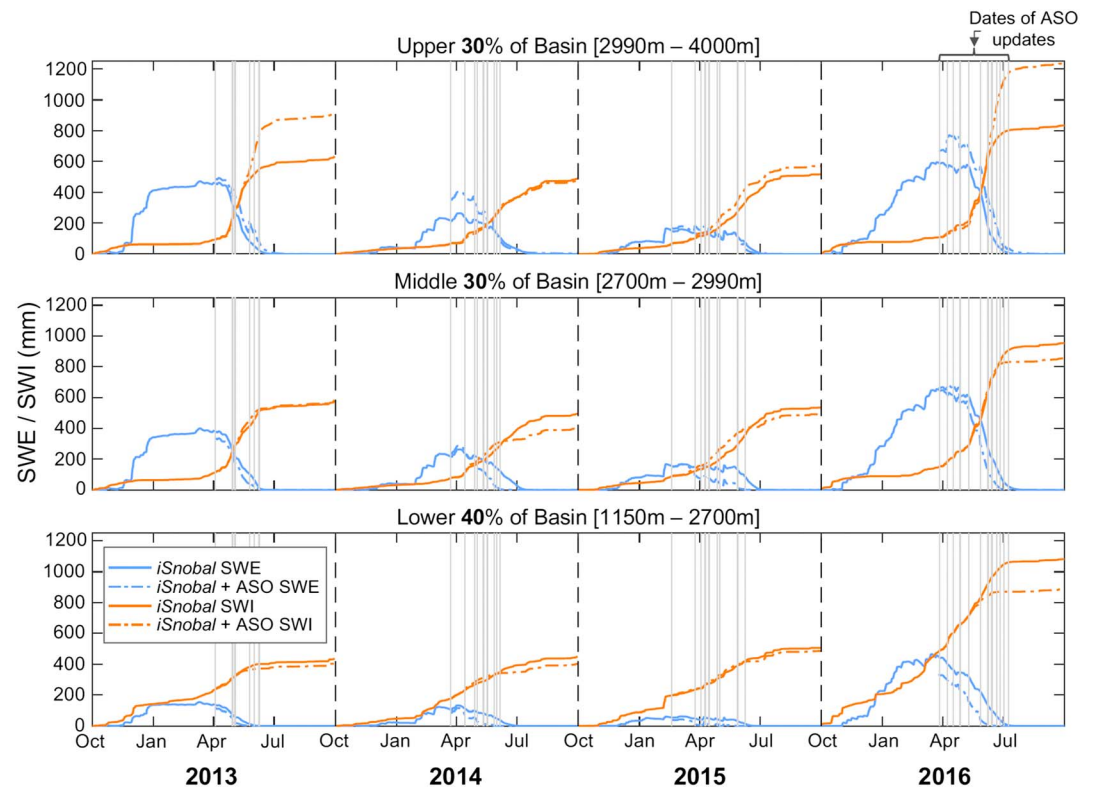 Dates of ASO
updates
Upper 30% of Basin [2990m – 4000m]
1200
1000
800
600
400
200
0
Middle 30% of Basin [2700m – 2990m]
1200
1000
800
600
400
200
0
SWE / SWI (mm)
Lower 40% of Basin [1150m – 2700m]
1200
1000
800
600
400
200
0
iSnobal SWE
iSnobal + ASO SWE
iSnobal SWI
iSnobal + ASO SWI
Oct Jan Apr Jul Oct Jan Apr Jul Oct Jan Apr Jul Oct Jan Apr Jul
2013 2014 2015 2016